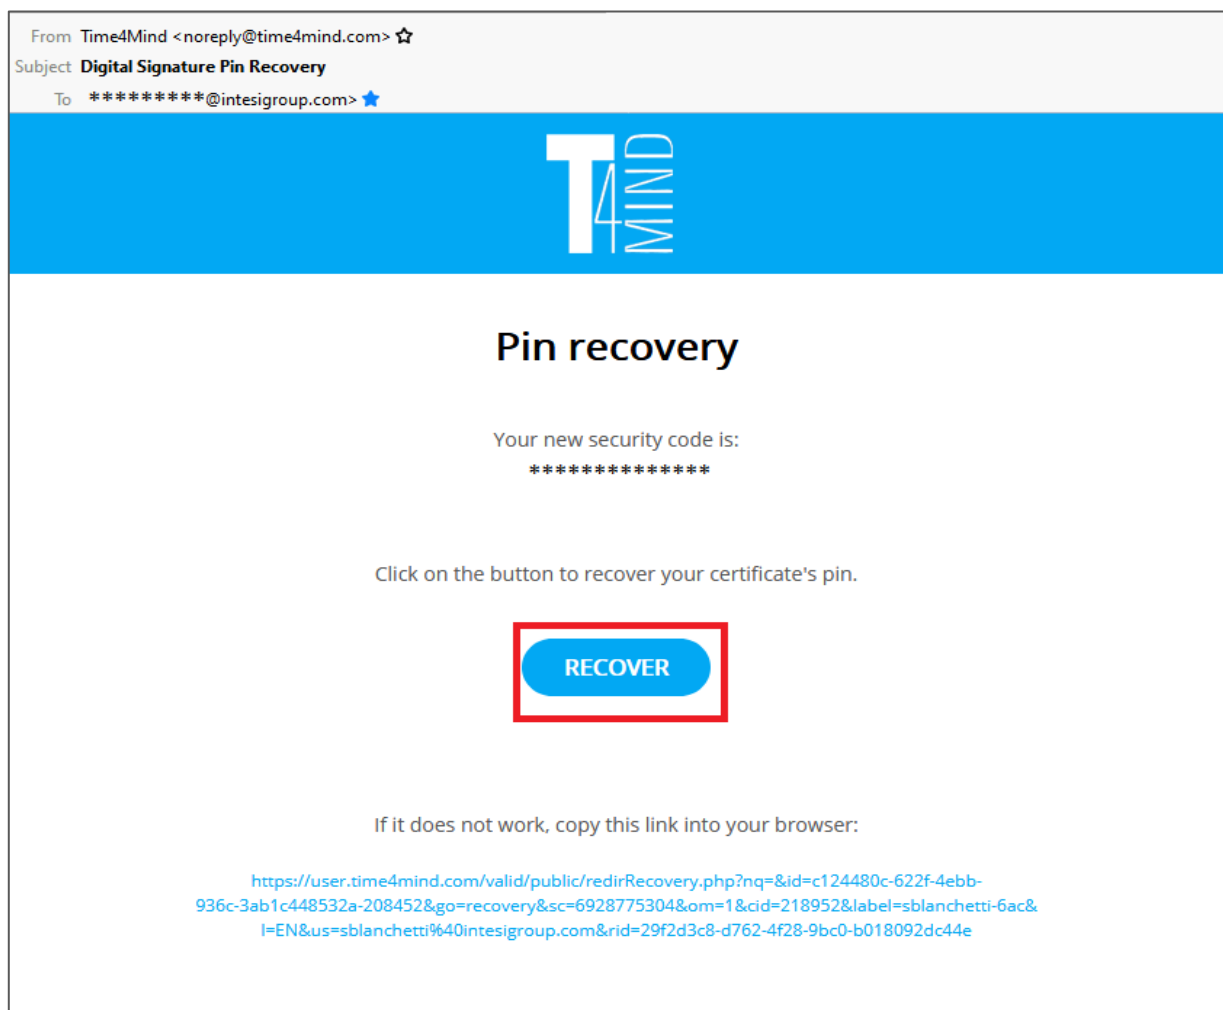 From Time4Mind <noreply@time4mind.com>
Subject Digital Signature Pin Recovery
To *********@intesigroup.com>
T4MIND
Pin recovery
Your new security code is:
**************
Click on the button to recover your certificate's pin.
RECOVER
If it does not work, copy this link into your browser:
https://user.time4mind.com/valid/public/redirRecovery.php?nq=&id=c124480c-622f-4ebb-
936c-3ab1c448532a-208452&go=recovery&sc=6928775304&om=1&cid=218952&label=sblanchetti-6ac&
l=EN&us=sblanchetti%40intesigroup.com&rid=29f2d3c8-d762-4f28-9bc0-b018092dc44e